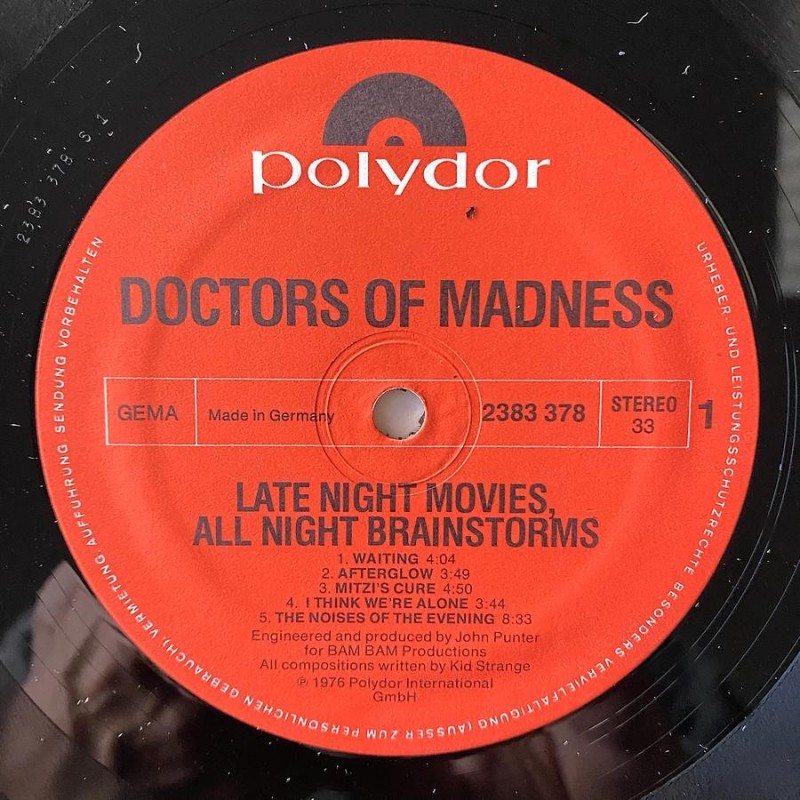 polydor
DOCTORS OF MADNESS
GEMA
Made in Germany
2383 378
STEREO
33
1
LATE NIGHT MOVIES,
ALL NIGHT BRAINSTORMS
1. WAITING 4:04
2. AFTERGLOW 3:49
3. MITZI'S CURE 4:50
4. I THINK WE'RE ALONE 3:44
5. THE NOISES OF THE EVENING 8:33
Engineered and produced by John Punter
for BAM BAM Productions
All compositions written by Kid Strange
℗ 1976 Polydor International
GmbH
URHEBER- UND LEISTUNGSSCHUTZRECHTE BESONDERS VERVIELFÄLTIGUNG (AUSSER ZUM PERSÖNLICHEN GEBRAUCH), VERMIETUNG, AUFFÜHRUNG, SENDUNG VORBEHALTEN
2383 378 S 1